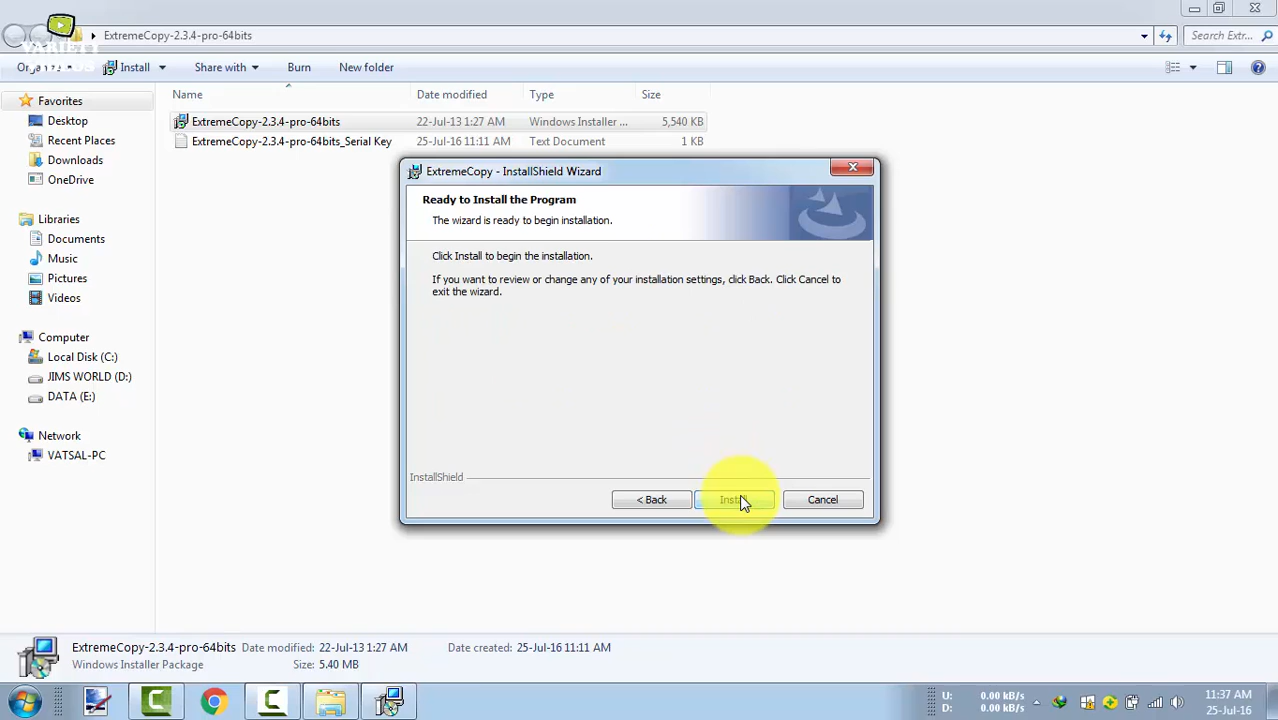 ExtremeCopy-2.3.4-pro-64bits
Search Extr...
VARIETY
Install
Share with
Burn
New folder
Name
Date modified
Type
Size
Favorites
Desktop
Recent Places
Downloads
OneDrive
Libraries
Documents
Music
Pictures
Videos
Computer
Local Disk (C:)
JIMS WORLD (D:)
DATA (E:)
Network
VATSAL-PC
ExtremeCopy-2.3.4-pro-64bits 22-Jul-13 1:27 AM Windows Installer ... 5,540 KB
ExtremeCopy-2.3.4-pro-64bits_Serial Key 25-Jul-16 11:11 AM Text Document 1 KB
ExtremeCopy - InstallShield Wizard
Ready to Install the Program
The wizard is ready to begin installation.
Click Install to begin the installation.
If you want to review or change any of your installation settings, click Back. Click Cancel to
exit the wizard.
InstallShield
< Back
Install
Cancel
ExtremeCopy-2.3.4-pro-64bits Date modified: 22-Jul-13 1:27 AM Date created: 25-Jul-16 11:11 AM
Windows Installer Package Size: 5.40 MB
U: 0.00 kB/s
D: 0.00 kB/s
11:37 AM
25-Jul-16